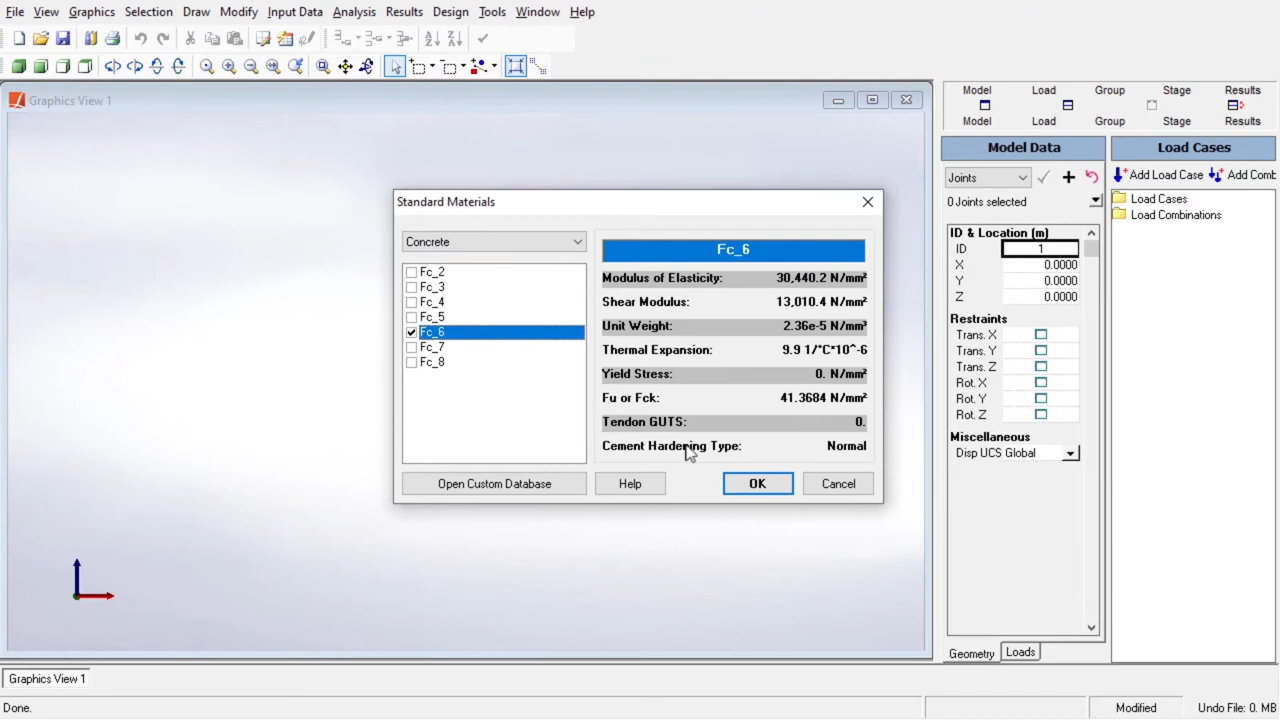 File View Graphics Selection Draw Modify Input Data Analysis Results Design Tools Window Help
Graphics View 1
Model Load Group Stage Results
Model Load Group Stage Results
Model Data
Load Cases
Joints
Add Load Case Add Comb
0 Joints selected
Load Cases
Load Combinations
ID & Location (m)
ID 1
X 0.0000
Y 0.0000
Z 0.0000
Restraints
Trans. X
Trans. Y
Trans. Z
Rot. X
Rot. Y
Rot. Z
Miscellaneous
Disp UCS Global
Geometry Loads
Standard Materials
Concrete
Fc_2
Fc_3
Fc_4
Fc_5
Fc_6
Fc_7
Fc_8
Fc_6
Modulus of Elasticity: 30,440.2 N/mm²
Shear Modulus: 13,010.4 N/mm²
Unit Weight: 2.36e-5 N/mm³
Thermal Expansion: 9.9 1/°C*10^-6
Yield Stress: 0. N/mm²
Fu or Fck: 41.3684 N/mm²
Tendon GUTS: 0.
Cement Hardering Type: Normal
Open Custom Database Help OK Cancel
Graphics View 1
Done. Modified Undo File: 0. MB